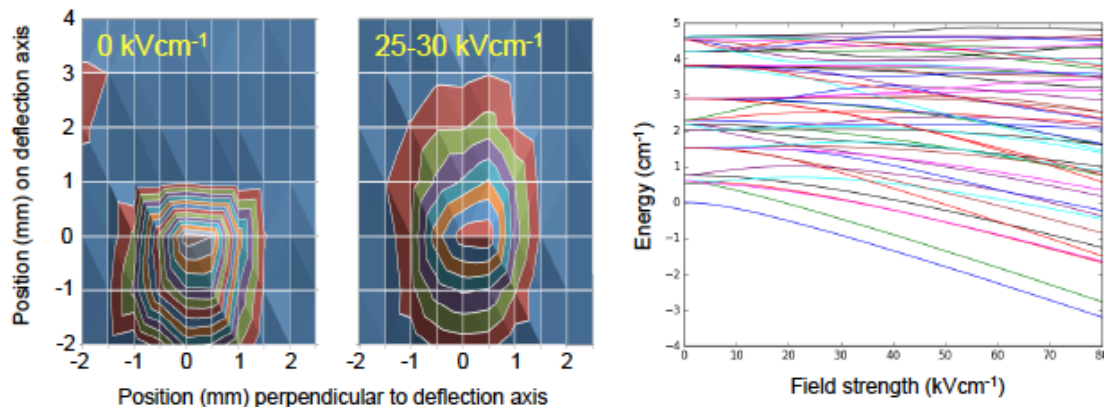 0 kVcm⁻¹
25-30 kVcm⁻¹
Position (mm) on deflection axis
4
3
2
1
0
-1
-2
-2 -1 0 1 2
-2 -1 0 1 2
Position (mm) perpendicular to deflection axis
Energy (cm⁻¹)
5
4
3
2
1
0
−1
−2
−3
−4
0 10 20 30 40 50 60 70 80
Field strength (kVcm⁻¹)